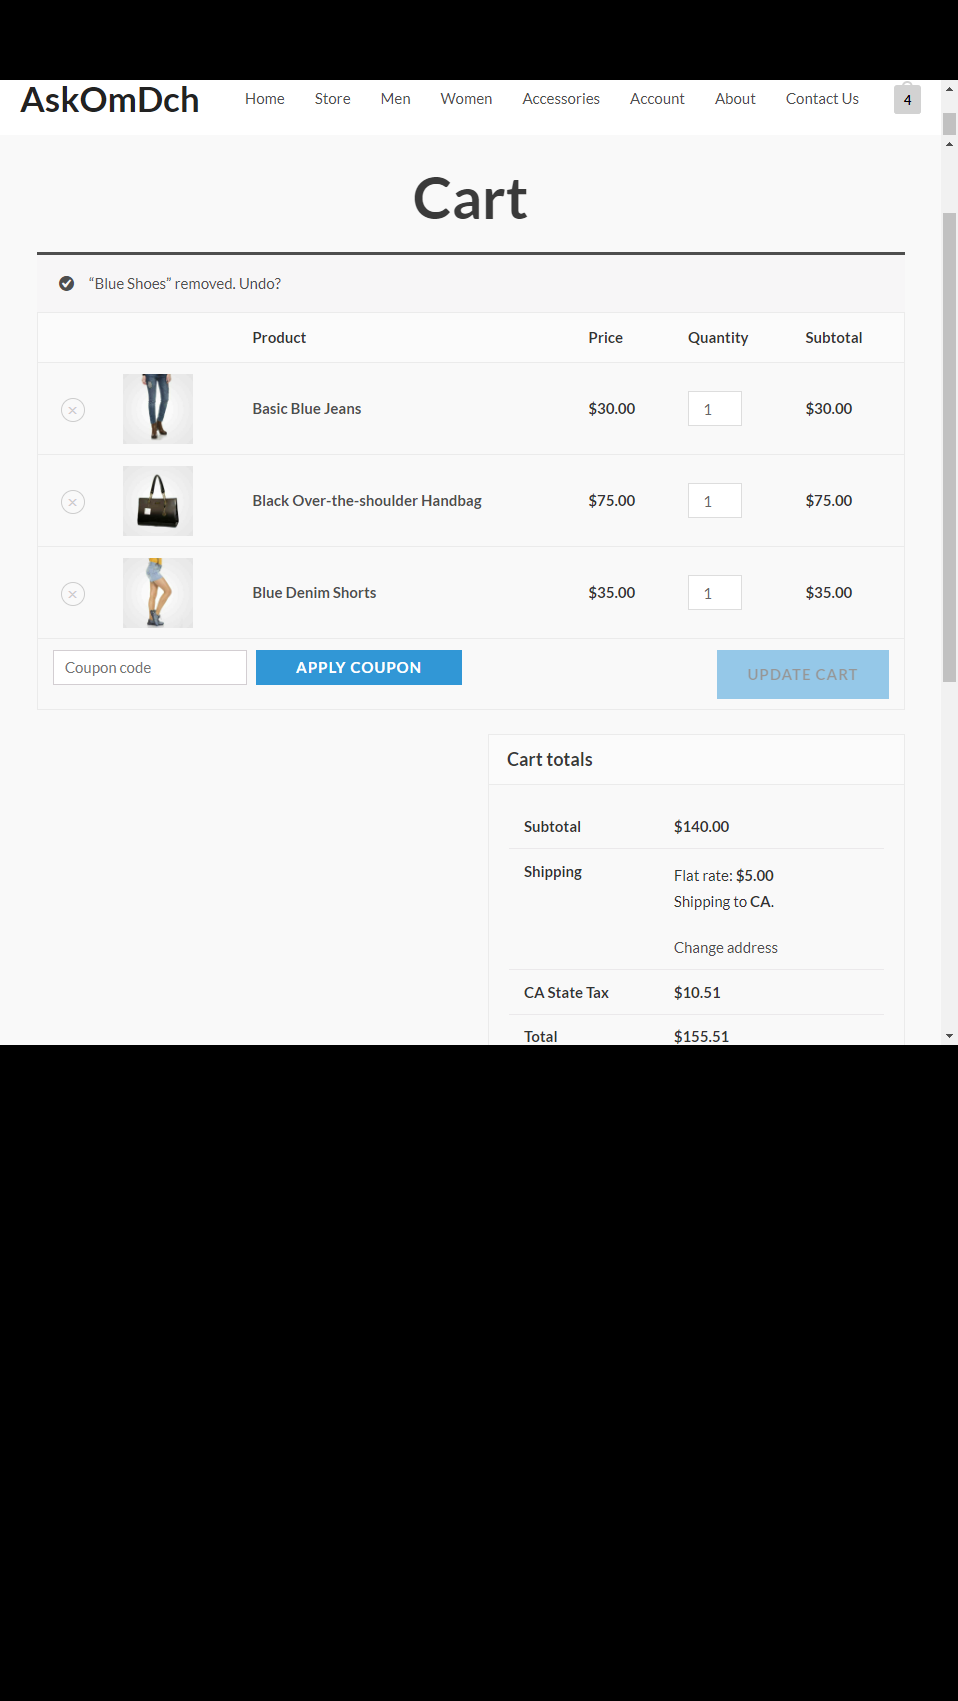 AskOmDch Home Store Men Women Accessories Account About Contact Us 4
Cart
“Blue Shoes” removed. Undo?
Product Price Quantity Subtotal
Basic Blue Jeans $30.00 1 $30.00
Black Over-the-shoulder Handbag $75.00 1 $75.00
Blue Denim Shorts $35.00 1 $35.00
Coupon code APPLY COUPON UPDATE CART
Cart totals
Subtotal $140.00
Shipping Flat rate: $5.00
Shipping to CA.
Change address
CA State Tax $10.51
Total $155.51